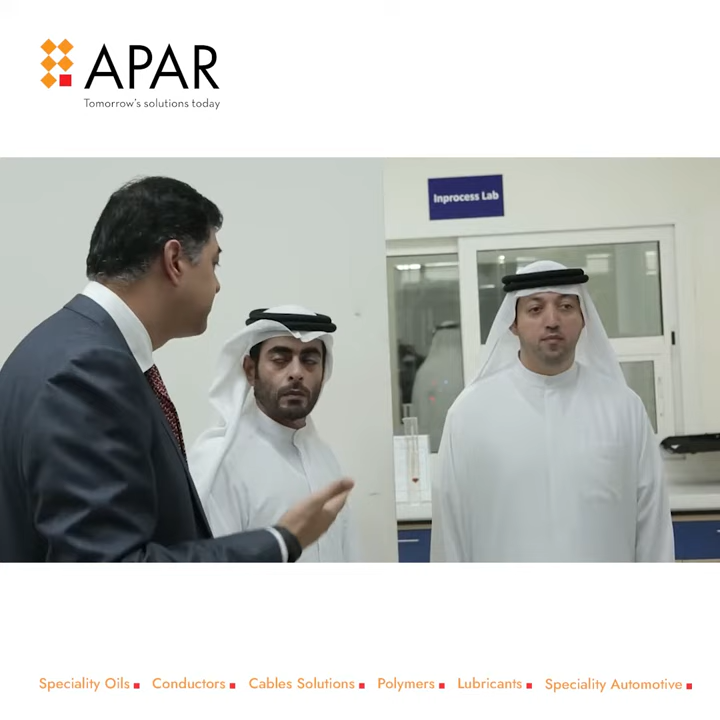 APAR
Tomorrow's solutions today
Inprocess Lab
Speciality Oils Conductors Cables Solutions Polymers Lubricants Speciality Automotive